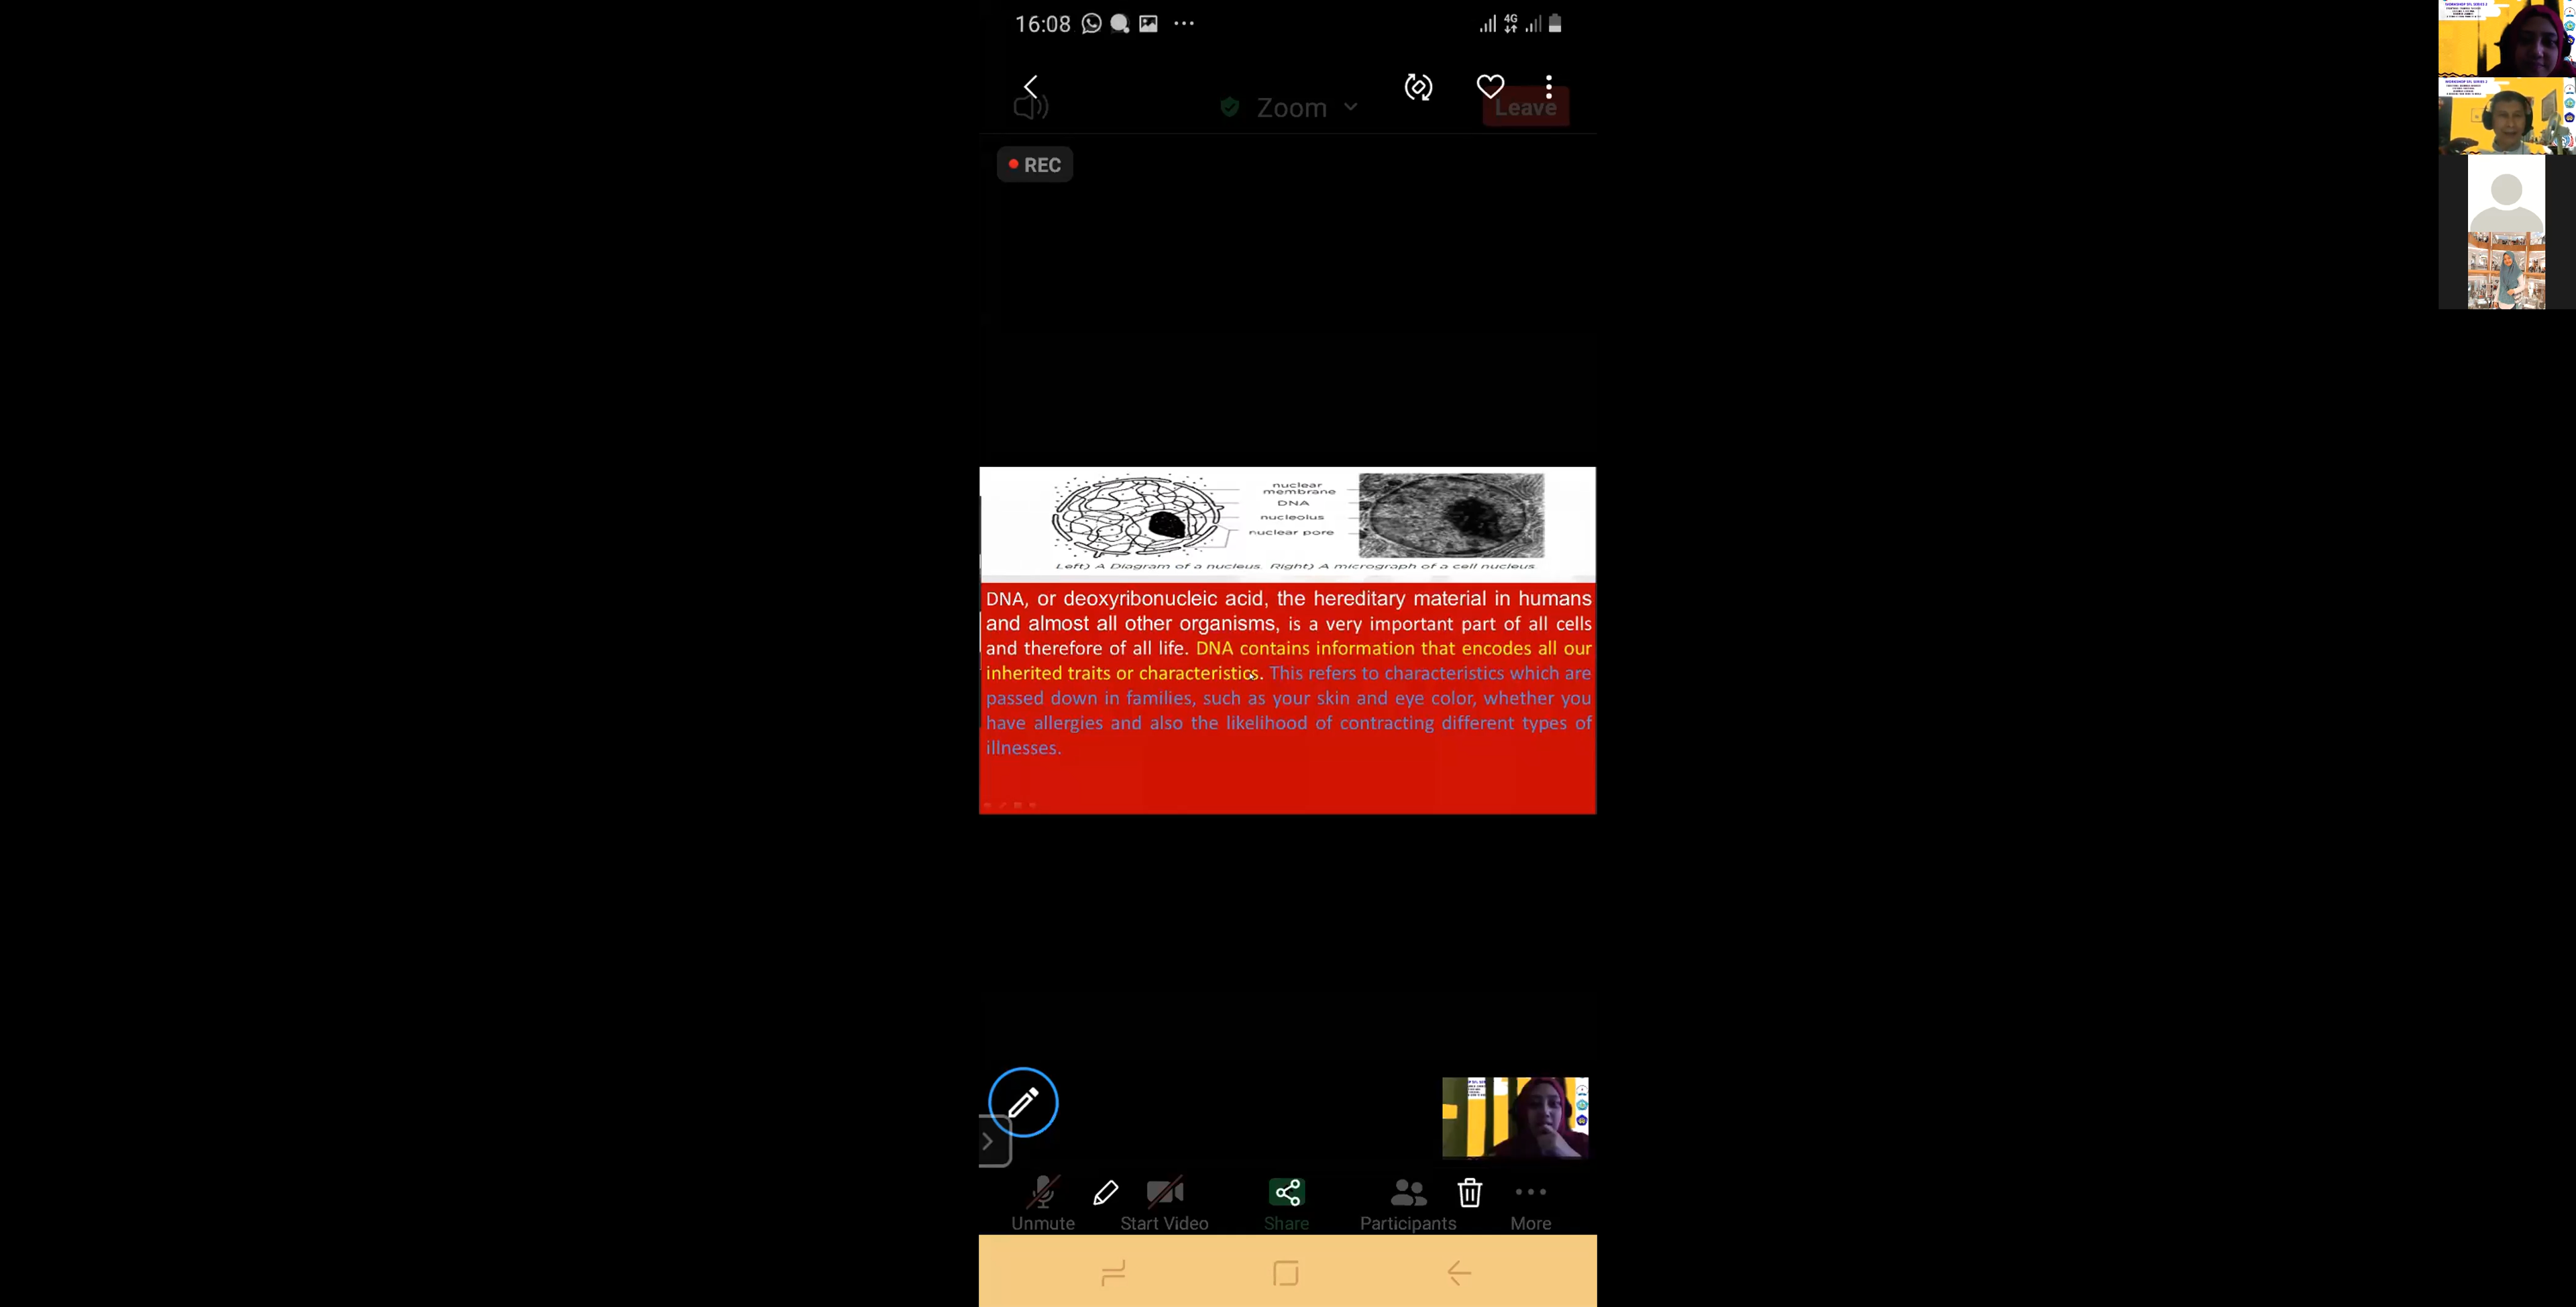 16:08
4G
Zoom
Leave
REC
nuclear
membrane
DNA
nucleolus
nuclear pore
Left) A Diagram of a nucleus. Right) A micrograph of a cell nucleus.
DNA, or deoxyribonucleic acid, the hereditary material in humans
and almost all other organisms, is a very important part of all cells
and therefore of all life. DNA contains information that encodes all our
inherited traits or characteristics. This refers to characteristics which are
passed down in families, such as your skin and eye color, whether you
have allergies and also the likelihood of contracting different types of
illnesses.
Unmute
Start Video
Share
Participants
More